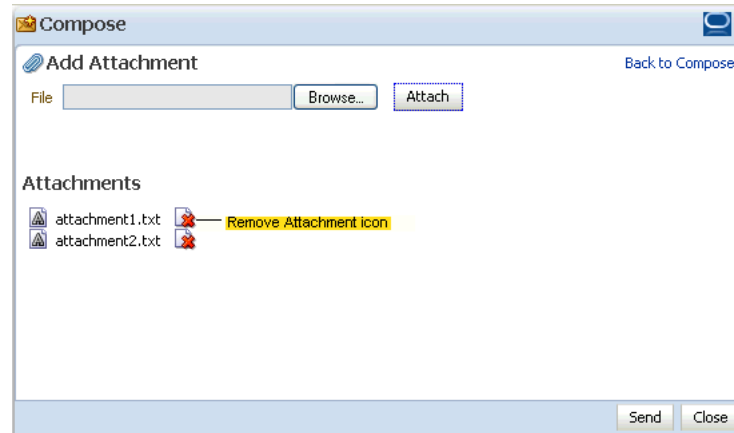 Compose
Add Attachment
Back to Compose
File Browse... Attach
Attachments
attachment1.txt Remove Attachment icon
attachment2.txt
Send Close